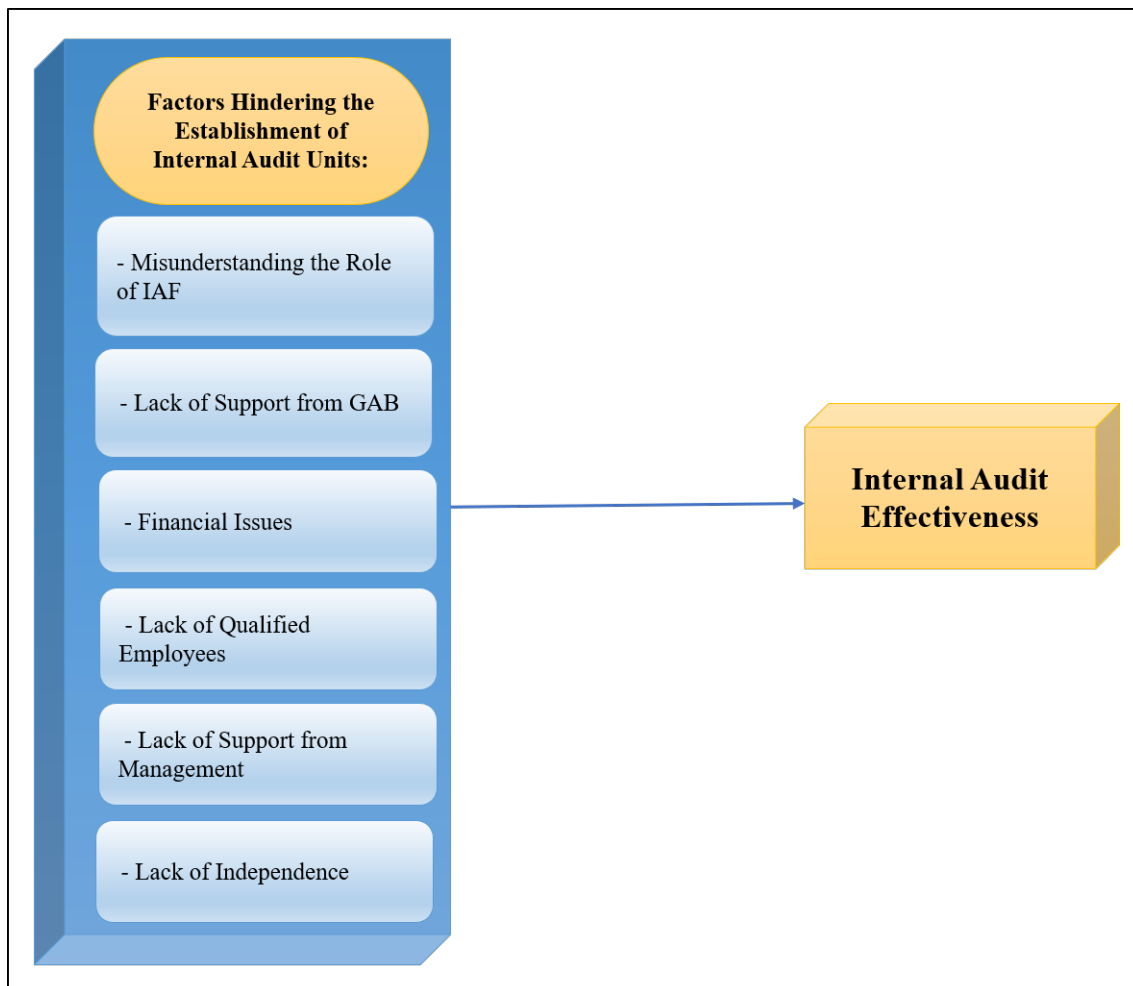 Factors Hindering the
Establishment of
Internal Audit Units:
- Misunderstanding the Role
of IAF
- Lack of Support from GAB
- Financial Issues
- Lack of Qualified
Employees
- Lack of Support from
Management
- Lack of Independence
Internal Audit
Effectiveness